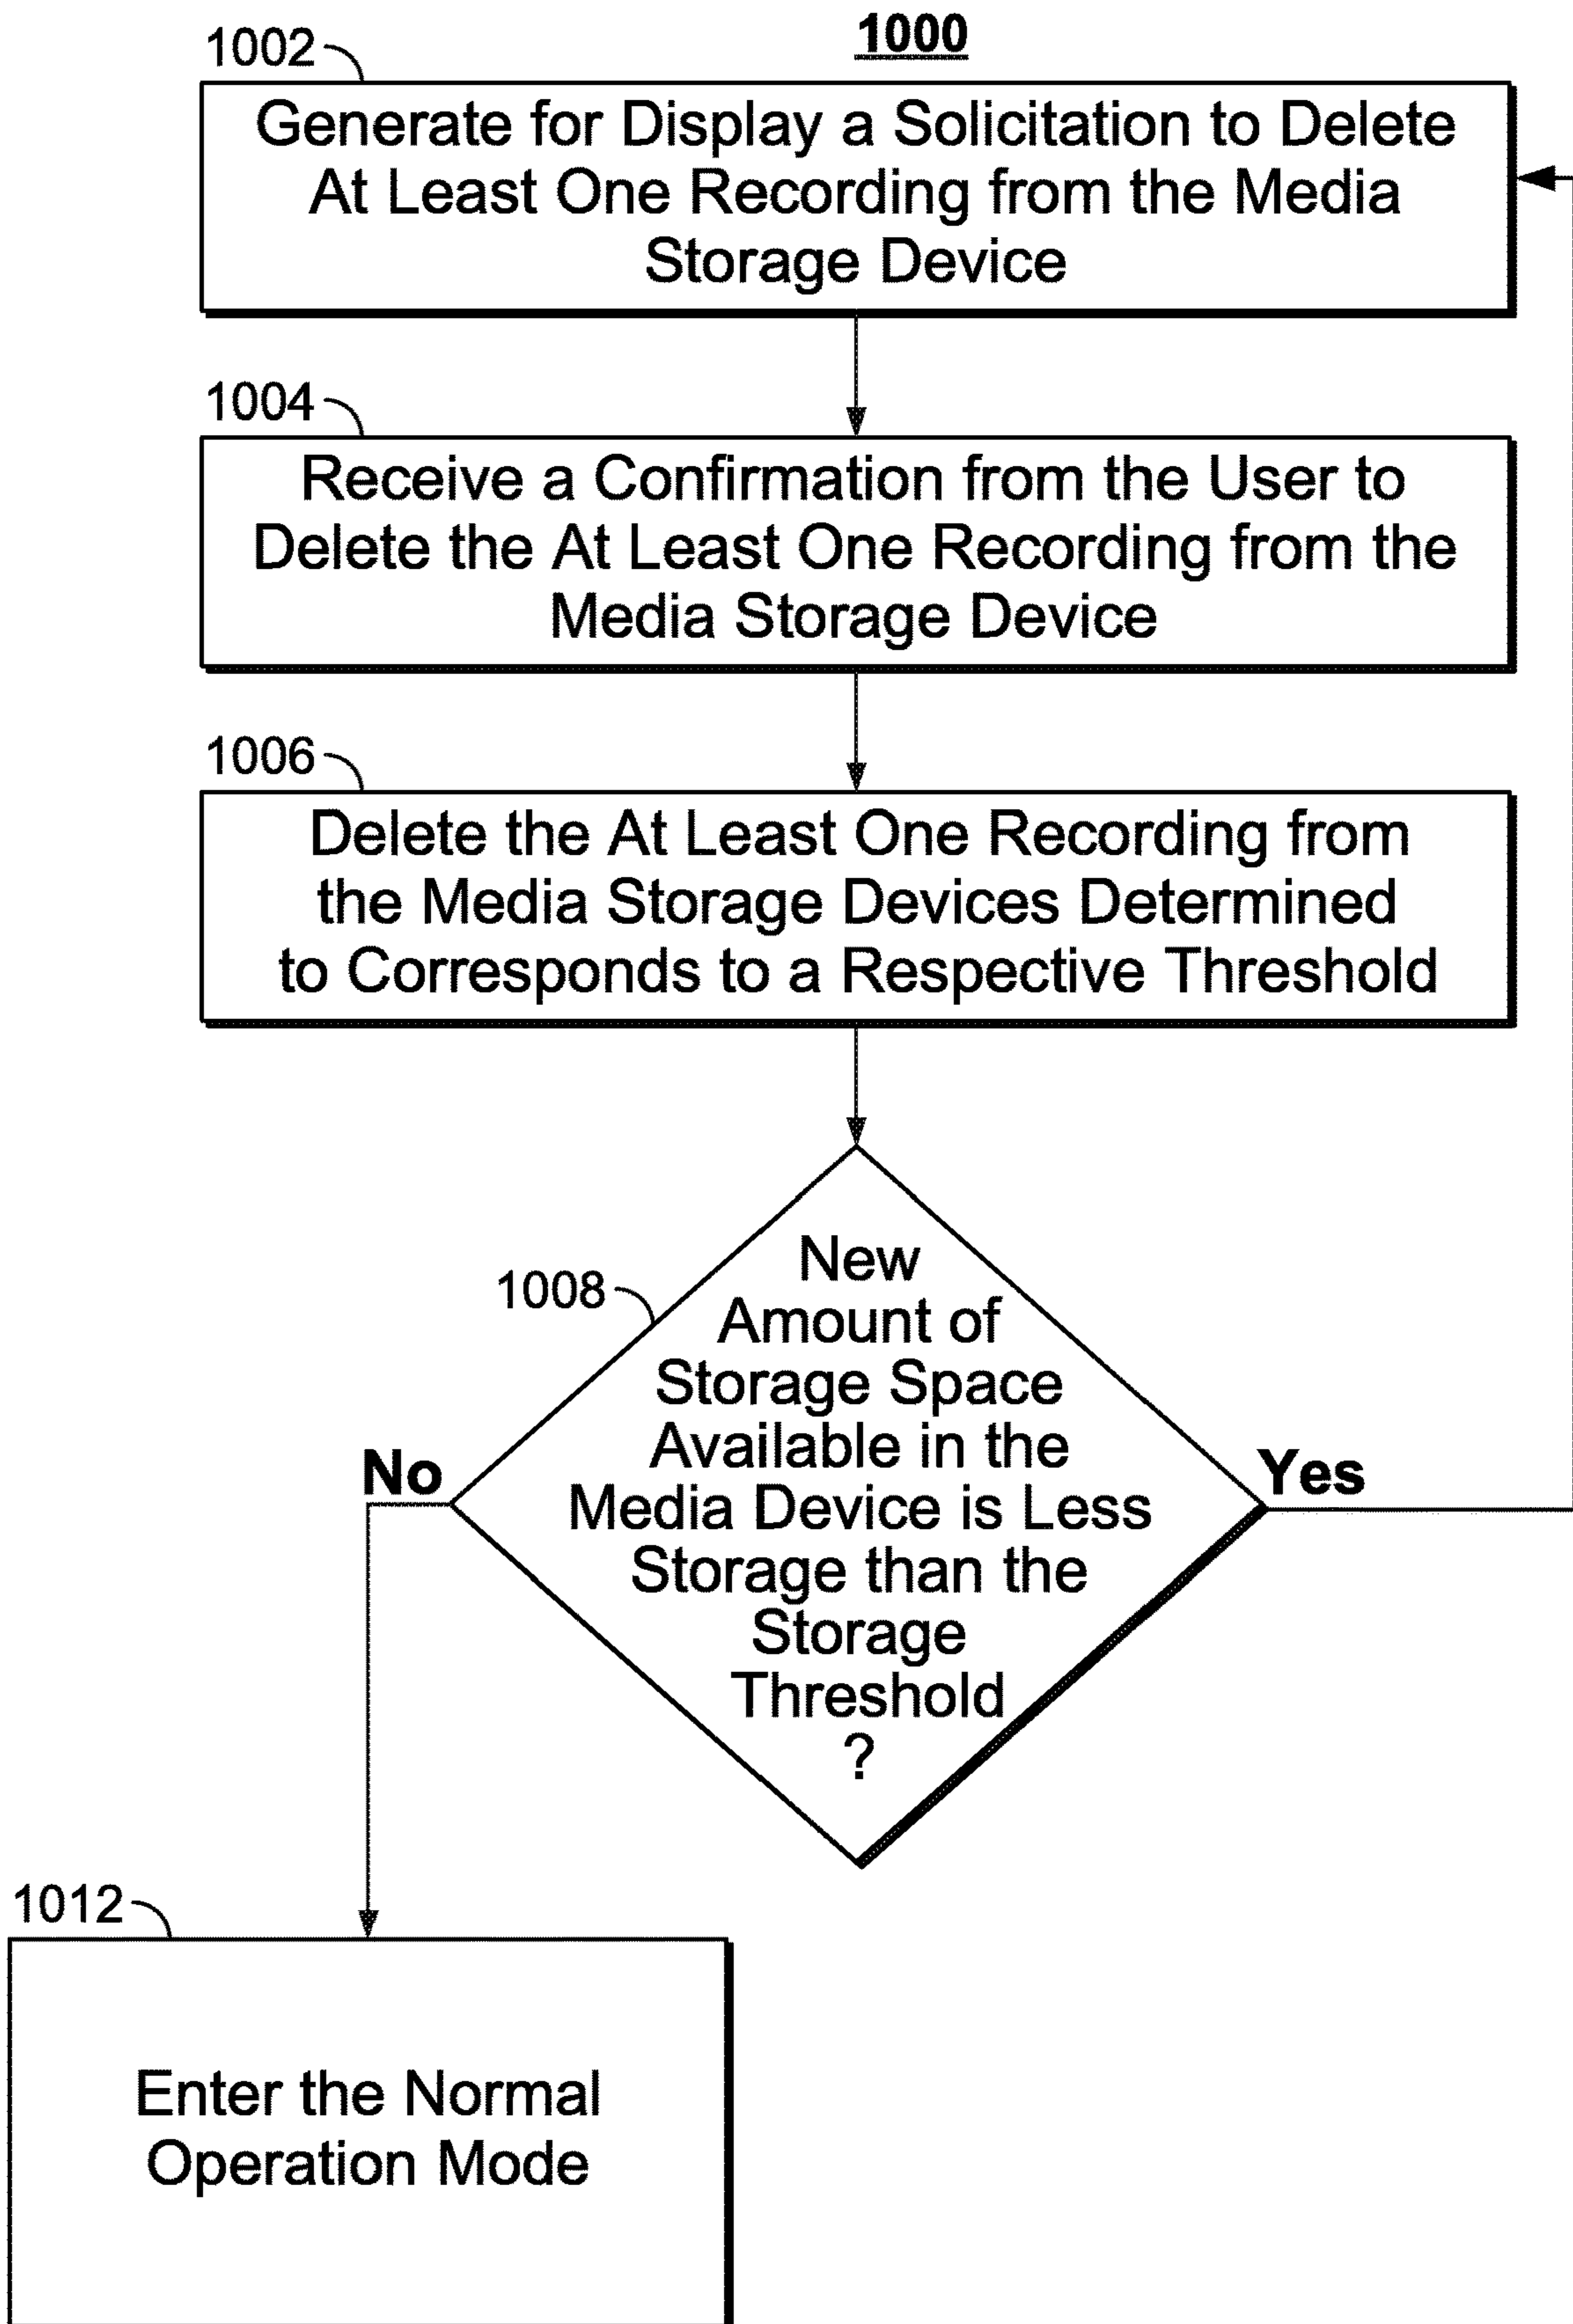 1000
1002
Generate for Display a Solicitation to Delete
At Least One Recording from the Media
Storage Device
1004
Receive a Confirmation from the User to
Delete the At Least One Recording from the
Media Storage Device
1006
Delete the At Least One Recording from
the Media Storage Devices Determined
to Corresponds to a Respective Threshold
1008
New
Amount of
Storage Space
Available in the
Media Device is Less
Storage than the
Storage
Threshold
?
No
Yes
1012
Enter the Normal
Operation Mode